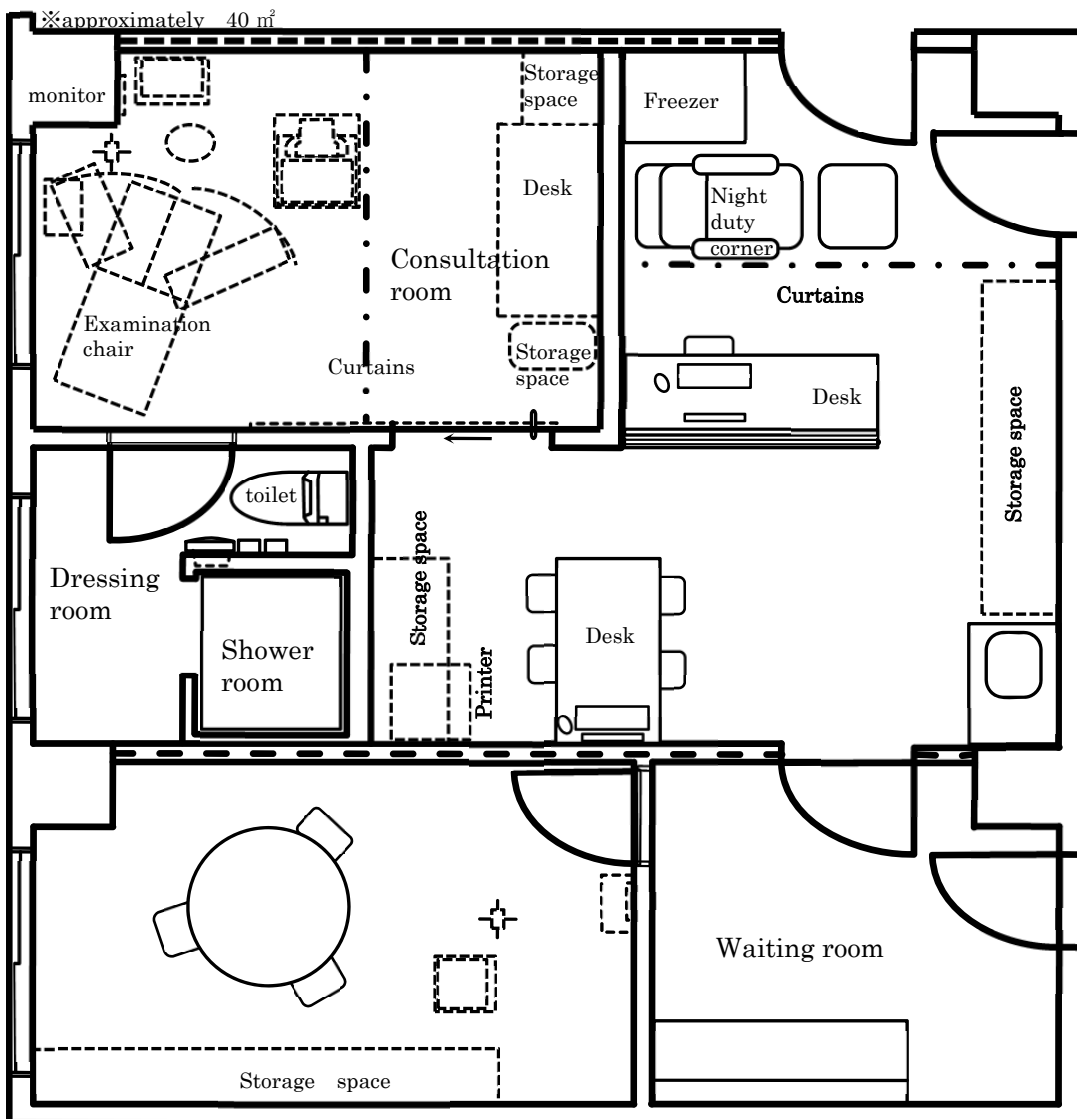 ※approximately 40 ㎡
monitor
Storage
space
Freezer
Desk
Night
duty
corner
Consultation
room
Curtains
Examination
chair
Storage
space
Curtains
Desk
Storage space
toilet
Storage space
Dressing
room
Shower
room
Desk
Printer
Waiting room
Storage space